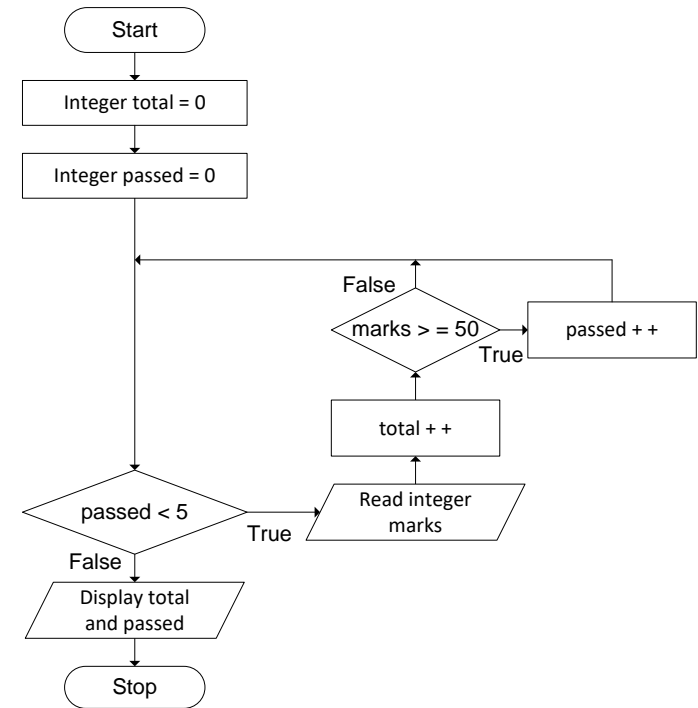 Start
Integer total = 0
Integer passed = 0
False
marks > = 50
True
passed + +
total + +
Read integer
marks
passed < 5
True
False
Display total
and passed
Stop